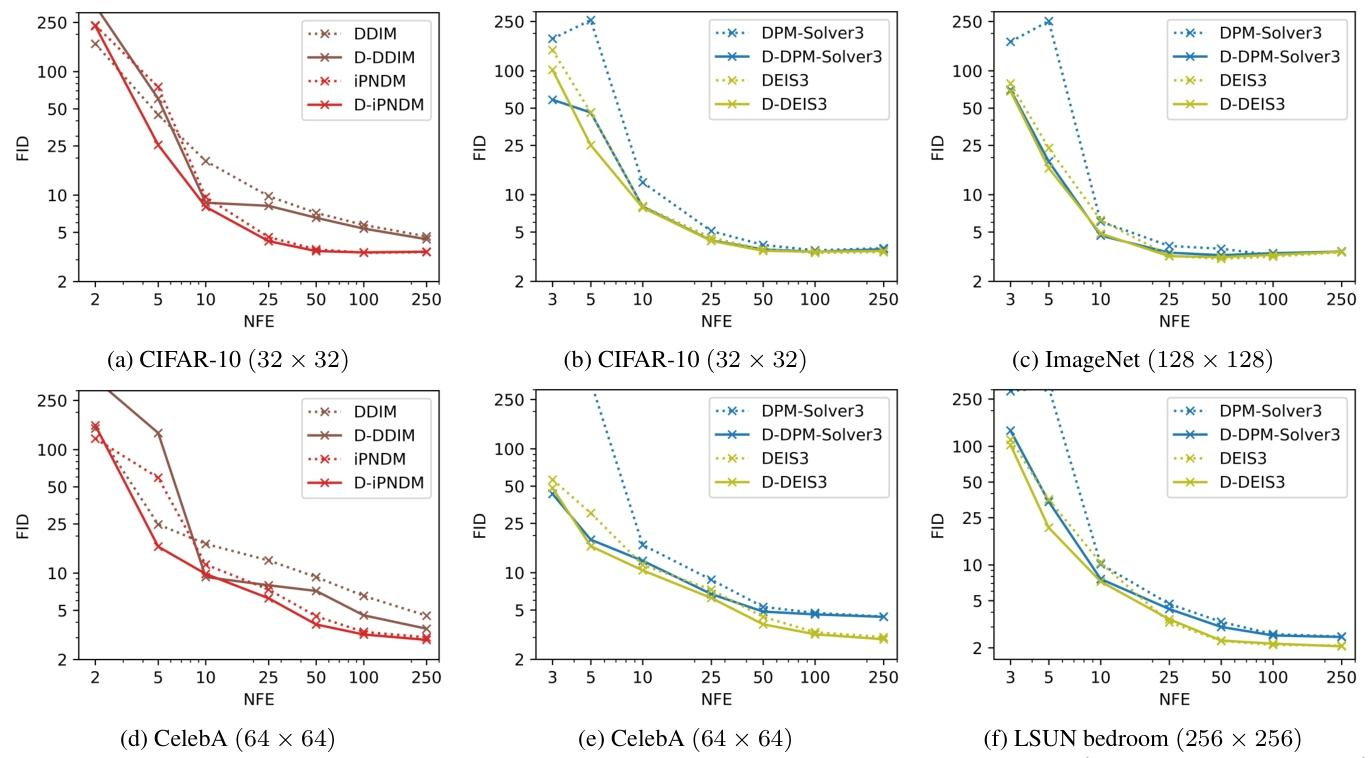 250
100
50
25
10
5
2
FID
2 5 10 25 50 100 250
NFE
DDIM
D-DDIM
iPNDM
D-iPNDM
(a) CIFAR-10 (32 × 32)
250
100
50
25
10
5
2
FID
3 5 10 25 50 100 250
NFE
DPM-Solver3
D-DPM-Solver3
DEIS3
D-DEIS3
(b) CIFAR-10 (32 × 32)
250
100
50
25
10
5
2
FID
3 5 10 25 50 100 250
NFE
DPM-Solver3
D-DPM-Solver3
DEIS3
D-DEIS3
(c) ImageNet (128 × 128)
250
100
50
25
10
5
2
FID
2 5 10 25 50 100 250
NFE
DDIM
D-DDIM
iPNDM
D-iPNDM
(d) CelebA (64 × 64)
250
100
50
25
10
5
2
FID
3 5 10 25 50 100 250
NFE
DPM-Solver3
D-DPM-Solver3
DEIS3
D-DEIS3
(e) CelebA (64 × 64)
250
100
50
25
10
5
2
FID
3 5 10 25 50 100 250
NFE
DPM-Solver3
D-DPM-Solver3
DEIS3
D-DEIS3
(f) LSUN bedroom (256 × 256)